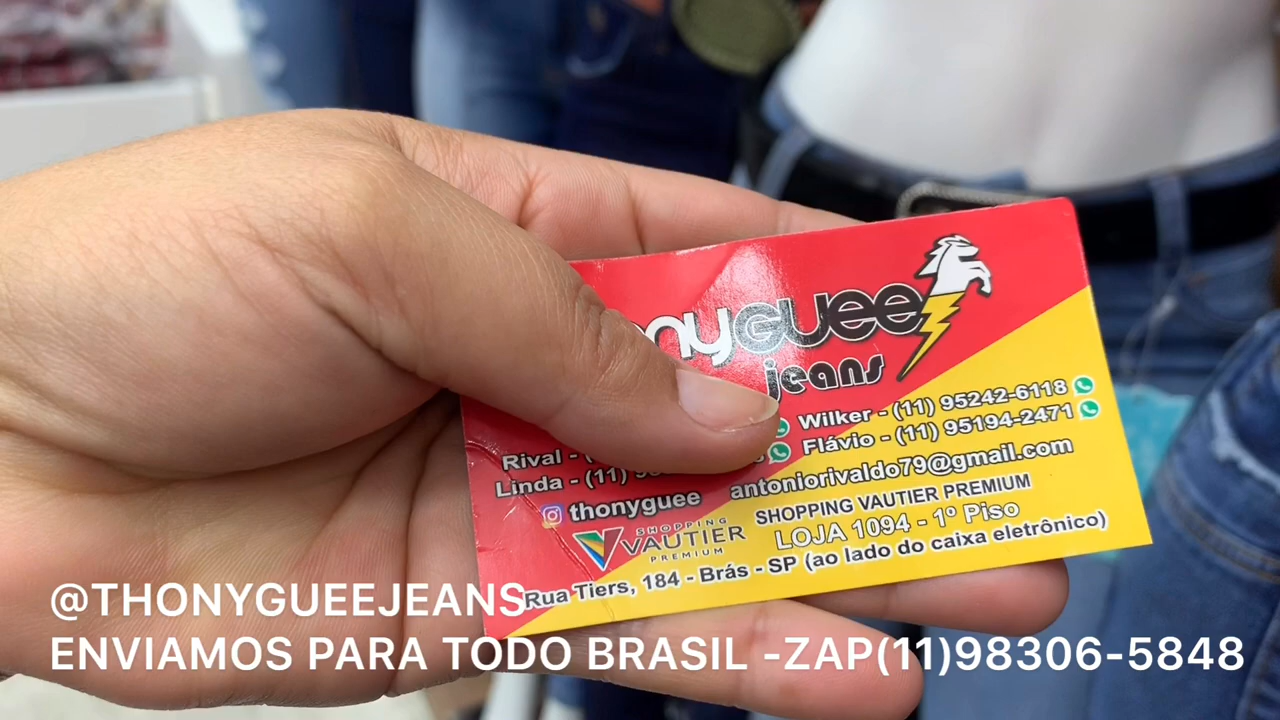 onyguee
jeans
Wilker - (11) 95242-6118
Flávio - (11) 95194-2471
Rival - (
Linda - (11) 9
antoniorivaldo79@gmail.com
thonyguee
SHOPPING
VAUTIER
PREMIUM
SHOPPING VAUTIER PREMIUM
LOJA 1094 - 1º Piso
Rua Tiers, 184 - Brás - SP (ao lado do caixa eletrônico)
@THONYGUEEJEANS
ENVIAMOS PARA TODO BRASIL -ZAP(11)98306-5848